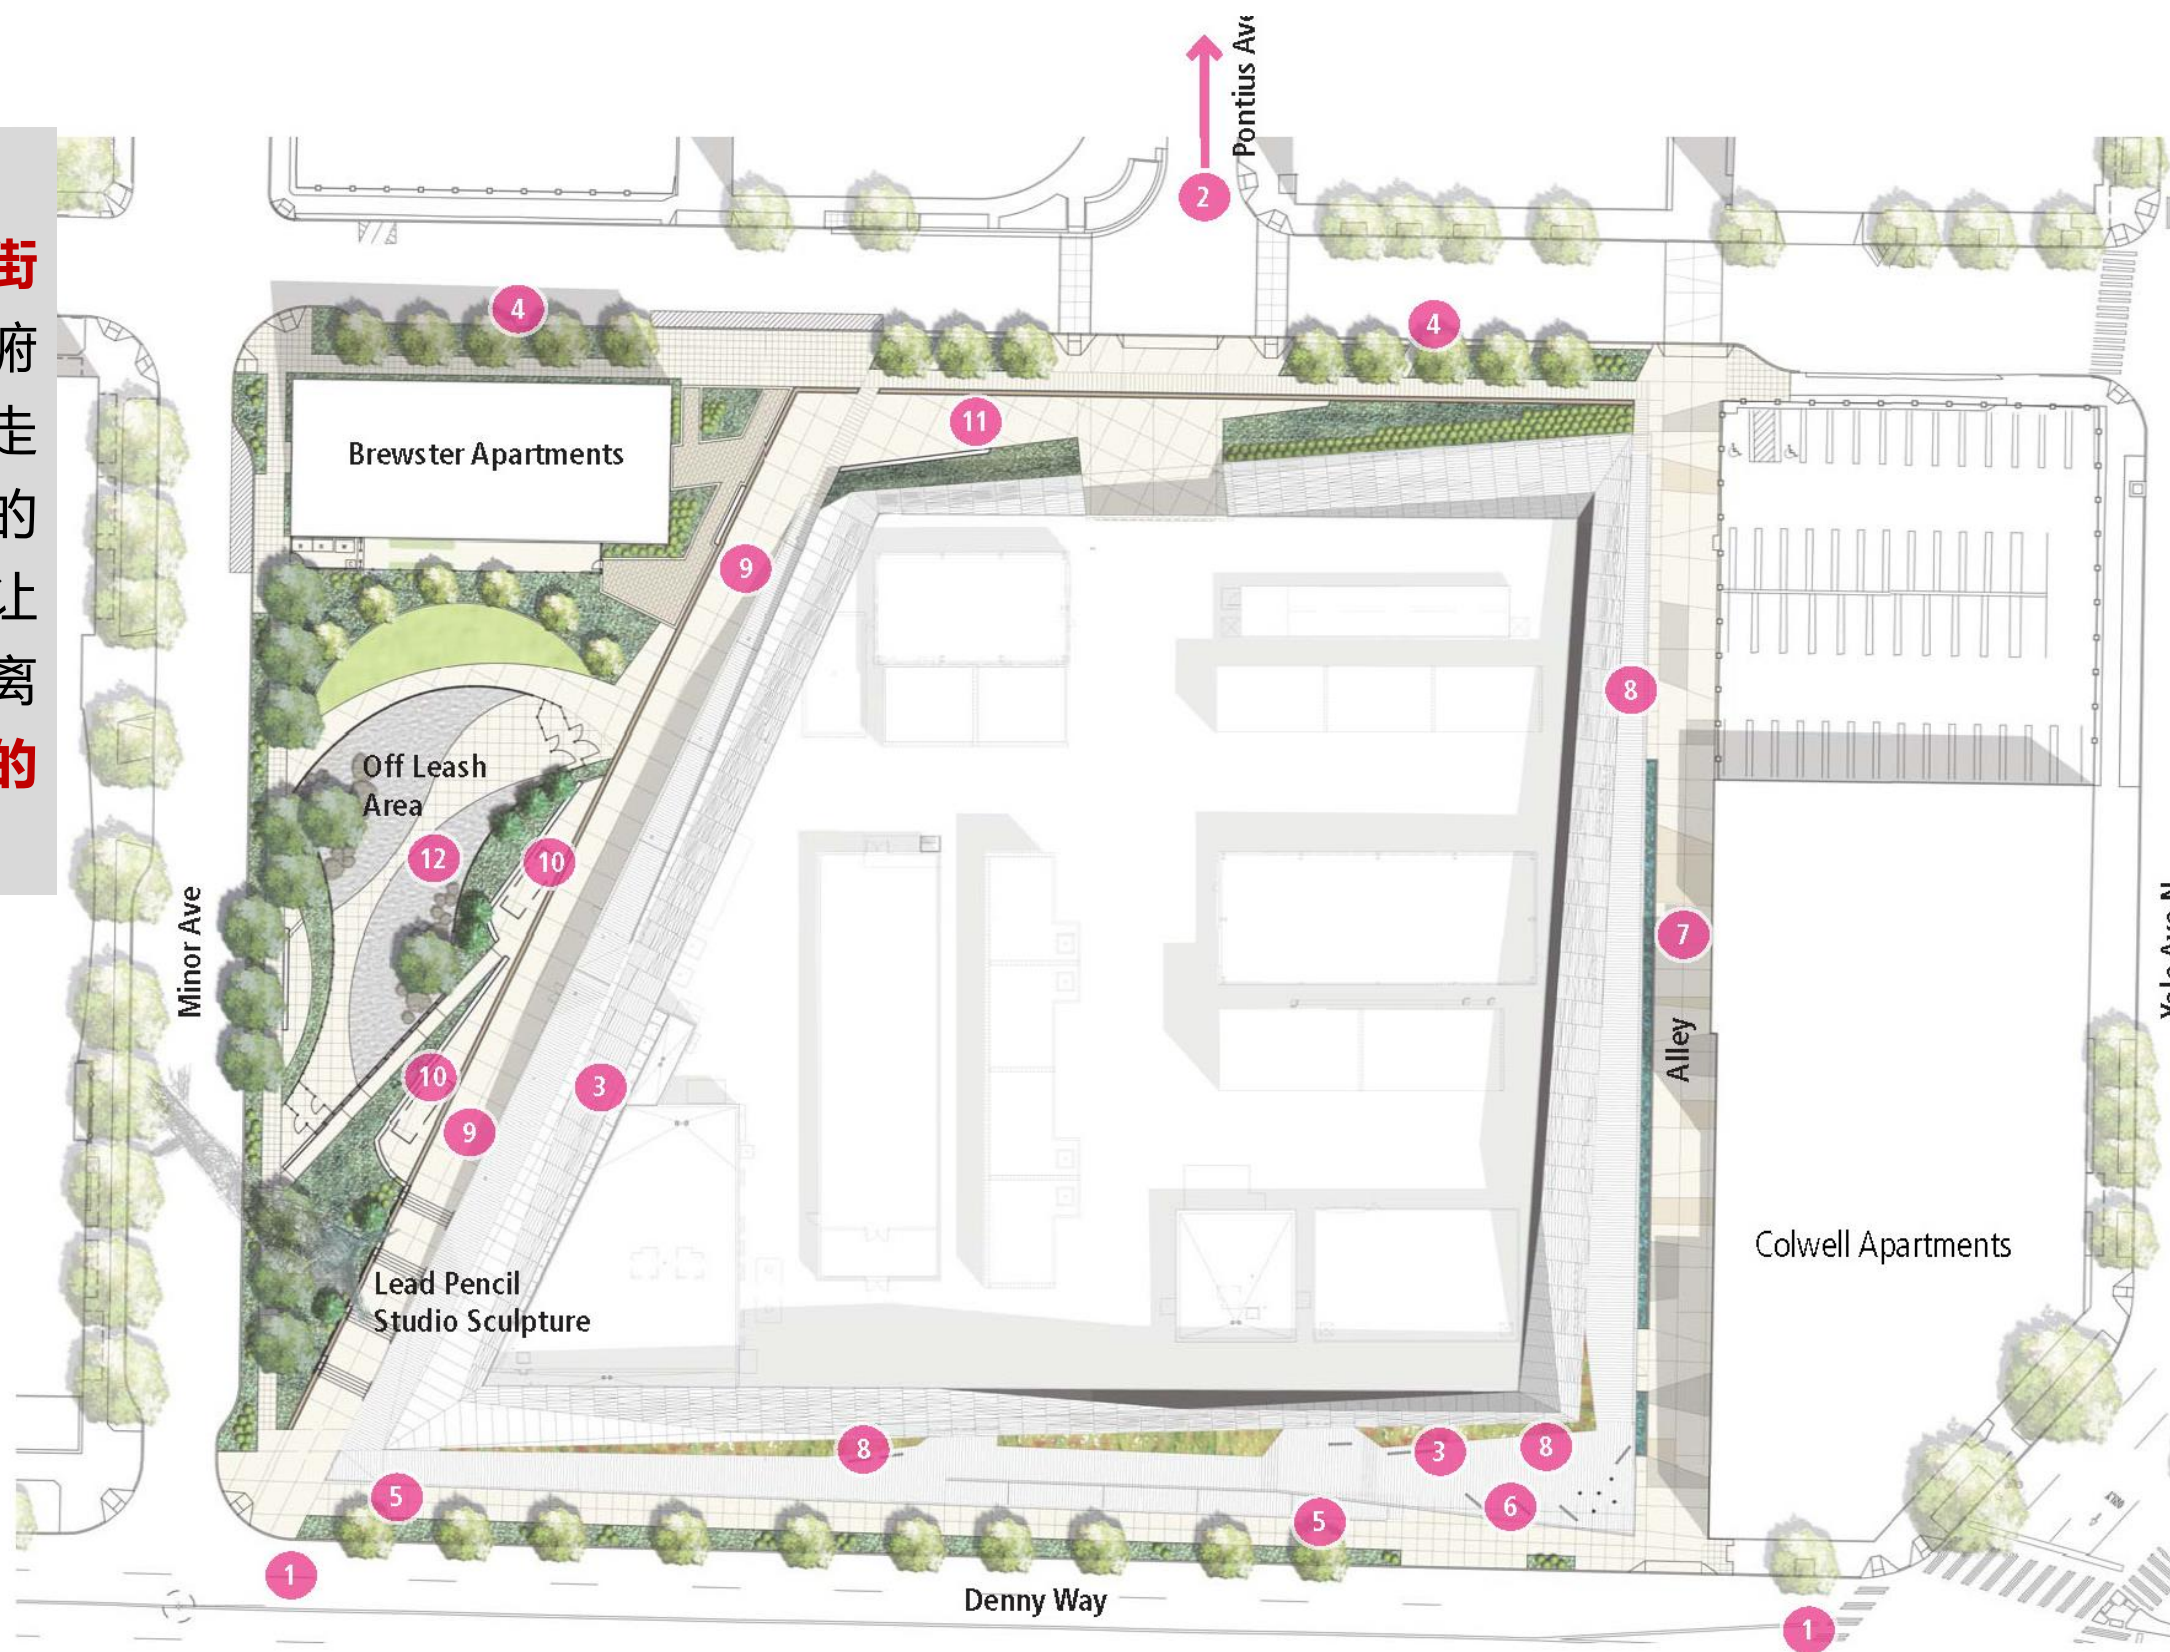 街
府
走
的
让
离
的
Pontius Ave
2
4
4
11
Brewster Apartments
9
8
Off Leash
Area
12
10
7
Minor Ave
Alley
10
3
9
Colwell Apartments
Lead Pencil
Studio Sculpture
8
3
8
5
6
5
1
Denny Way
1